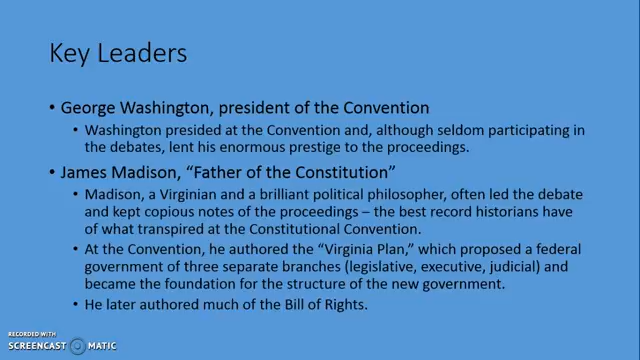 Key Leaders
• George Washington, president of the Convention
• Washington presided at the Convention and, although seldom participating in
the debates, lent his enormous prestige to the proceedings.
• James Madison, “Father of the Constitution”
• Madison, a Virginian and a brilliant political philosopher, often led the debate
and kept copious notes of the proceedings – the best record historians have
of what transpired at the Constitutional Convention.
• At the Convention, he authored the “Virginia Plan,” which proposed a federal
government of three separate branches (legislative, executive, judicial) and
became the foundation for the structure of the new government.
• He later authored much of the Bill of Rights.
RECORDED WITH
SCREENCAST MATIC